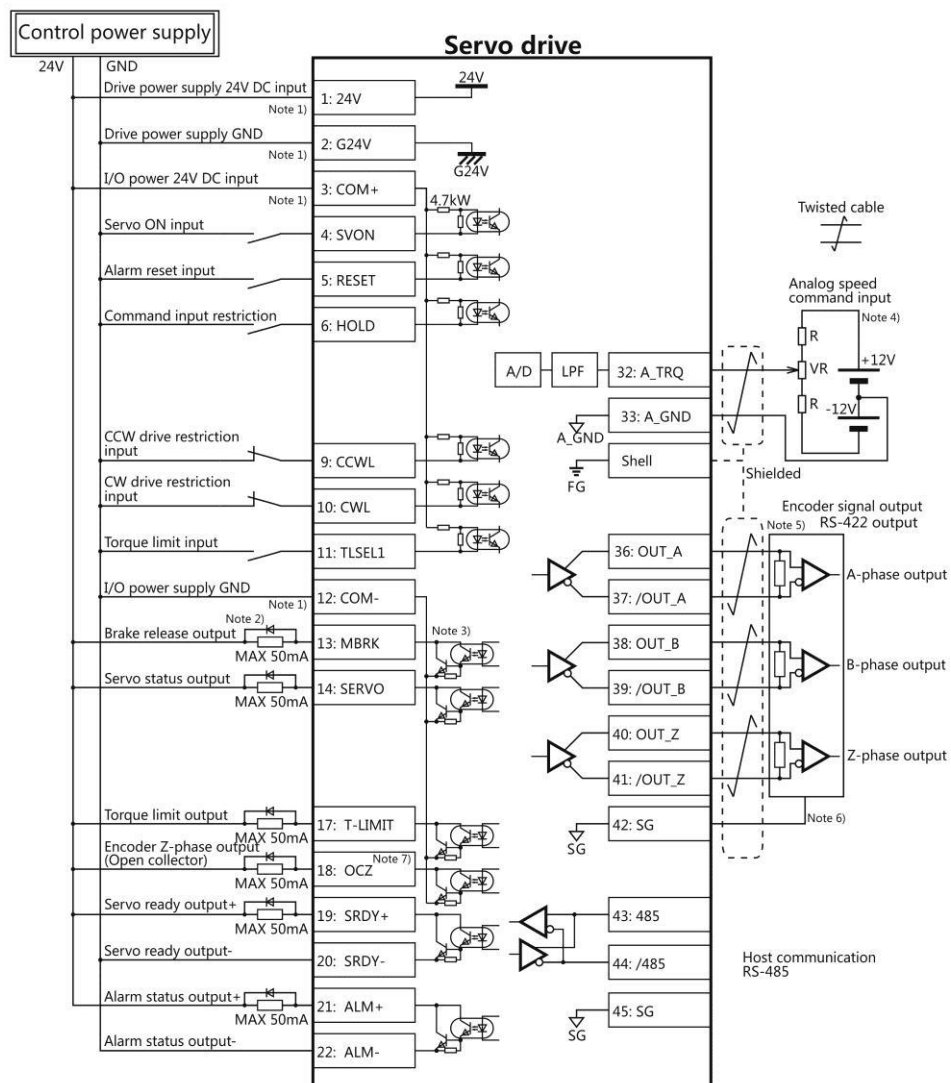 Control power supply
24V
GND
Servo drive
24V
Drive power supply 24V DC input
Note 1)
1: 24V
Drive power supply GND
Note 1)
2: G24V
G24V
I/O power 24V DC input
Note 1)
3: COM+
4.7kW
Servo ON input
4: SVON
Alarm reset input
5: RESET
Command input restriction
6: HOLD
Twisted cable
Analog speed
command input
Note 4)
R
VR
R
+12V
-12V
A/D
LPF
32: A_TRQ
33: A_GND
A_GND
Shell
FG
Shielded
CCW drive restriction
input
9: CCWL
CW drive restriction
input
10: CWL
Torque limit input
11: TLSEL1
I/O power supply GND
Note 1)
12: COM-
Note 2)
Brake release output
MAX 50mA
13: MBRK
Note 3)
Servo status output
MAX 50mA
14: SERVO
Encoder signal output
RS-422 output
Note 5)
36: OUT_A
37: /OUT_A
A-phase output
38: OUT_B
39: /OUT_B
B-phase output
40: OUT_Z
41: /OUT_Z
Z-phase output
42: SG
SG
Note 6)
Torque limit output
MAX 50mA
17: T-LIMIT
Encoder Z-phase output
(Open collector)
MAX 50mA
18: OCZ
Note 7)
Servo ready output+
MAX 50mA
19: SRDY+
Servo ready output-
20: SRDY-
Alarm status output+
MAX 50mA
21: ALM+
Alarm status output-
22: ALM-
43: 485
44: /485
Host communication
RS-485
45: SG
SG